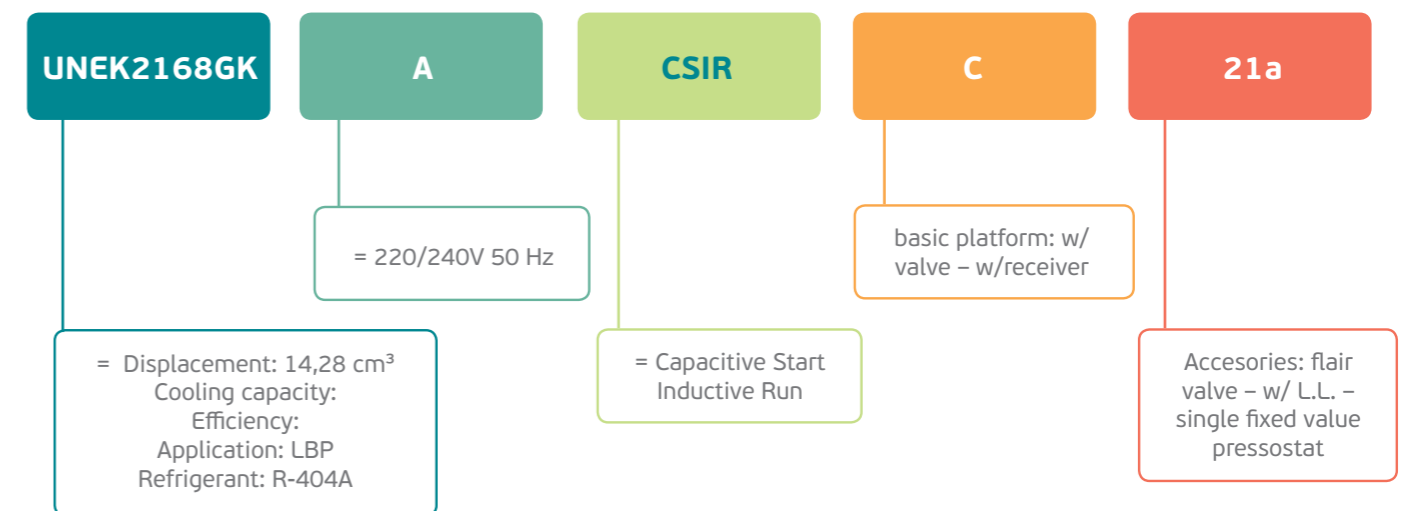 UNEK2168GK
A
CSIR
C
21a
= 220/240V 50 Hz
basic platform: w/
valve – w/receiver
= Displacement: 14,28 cm³
Cooling capacity:
Efficiency:
Application: LBP
Refrigerant: R-404A
= Capacitive Start
Inductive Run
Accesories: flair
valve – w/ L.L. –
single fixed value
pressostat